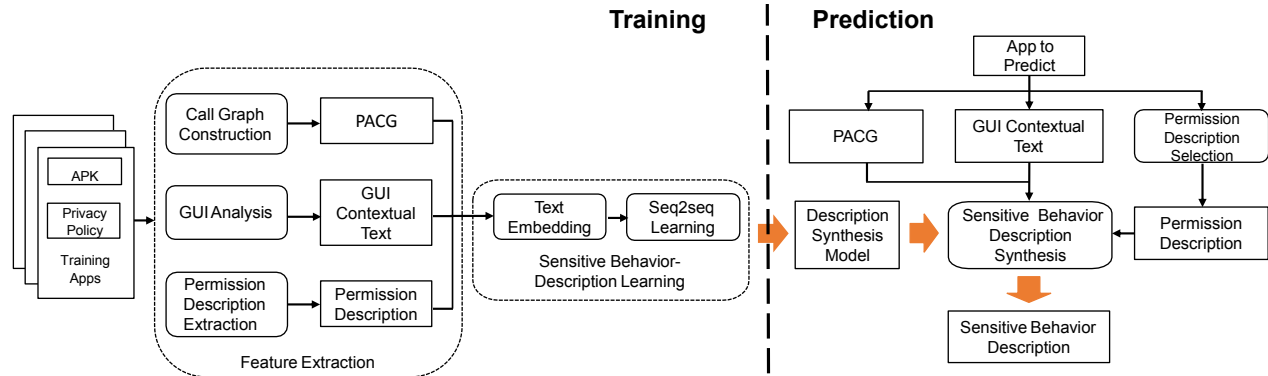 Training
Prediction
APK
Privacy
Policy
Training
Apps
Call Graph
Construction
PACG
GUI Analysis
GUI
Contextual
Text
Permission
Description
Extraction
Permission
Description
Feature Extraction
Text
Embedding
Seq2seq
Learning
Sensitive Behavior-
Description Learning
App to
Predict
PACG
GUI Contextual
Text
Permission
Description
Selection
Description
Synthesis
Model
Sensitive Behavior
Description
Synthesis
Permission
Description
Sensitive Behavior
Description